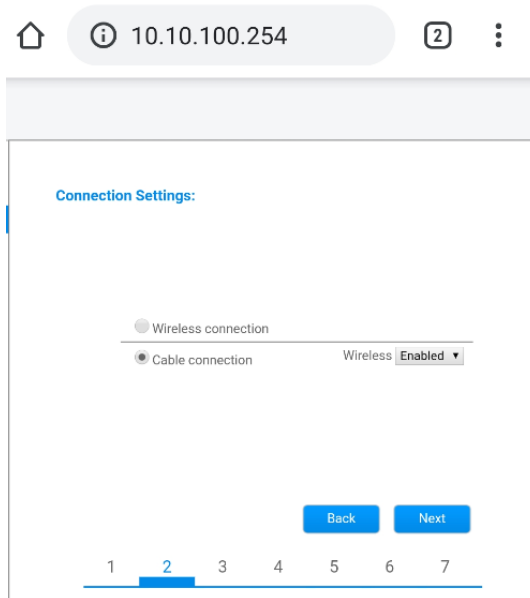 10.10.100.254
2
Connection Settings:
Wireless connection
Cable connection Wireless Enabled
Back Next
1 2 3 4 5 6 7